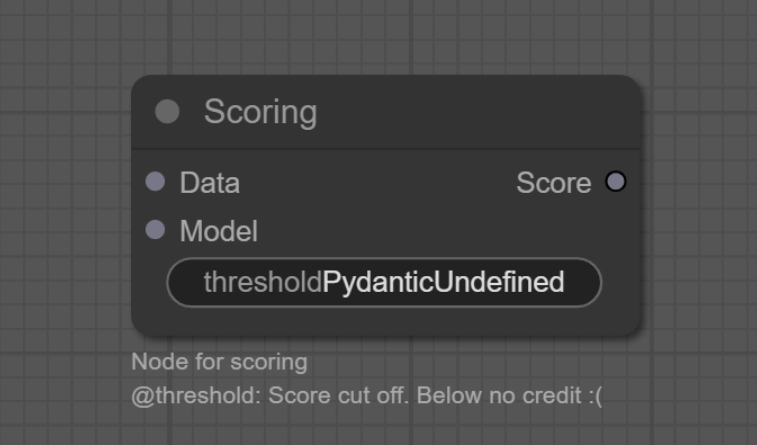 Scoring
Data Score
Model
thresholdPydanticUndefined
Node for scoring
@threshold: Score cut off. Below no credit :(